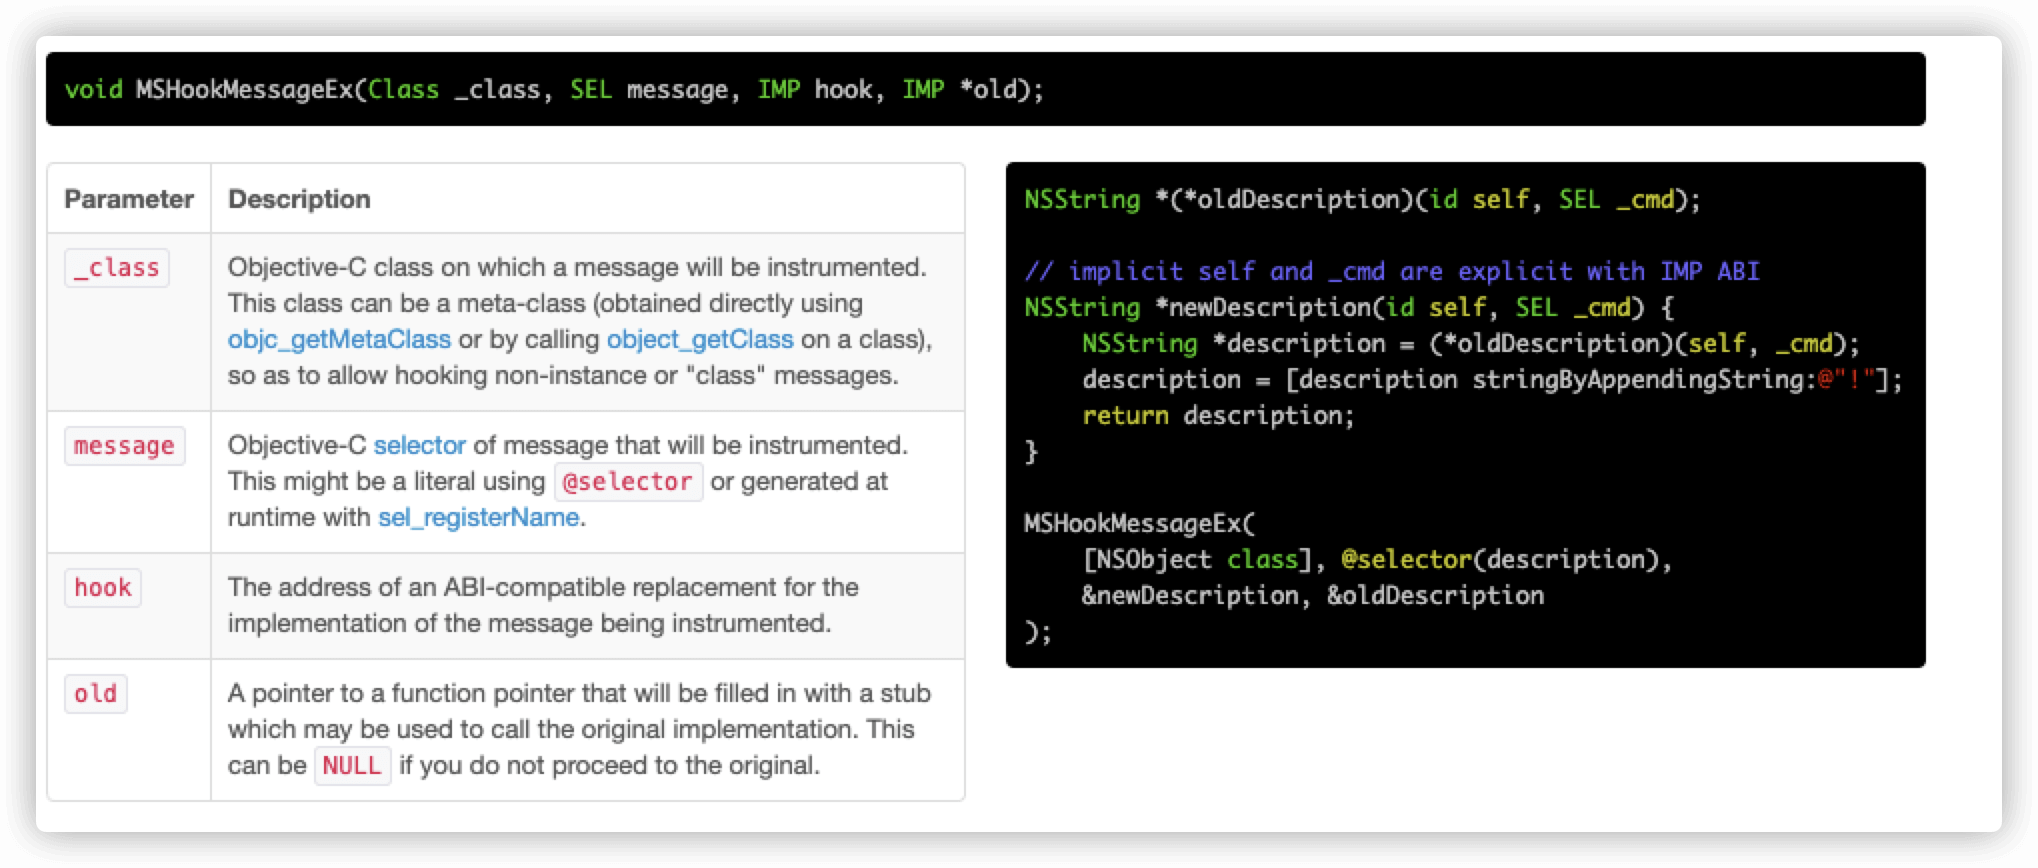 void MSHookMessageEx(Class _class, SEL message, IMP hook, IMP *old);
Parameter Description
_class Objective-C class on which a message will be instrumented.
This class can be a meta-class (obtained directly using
objc_getMetaClass or by calling object_getClass on a class),
so as to allow hooking non-instance or "class" messages.
message Objective-C selector of message that will be instrumented.
This might be a literal using @selector or generated at
runtime with sel_registerName.
hook The address of an ABI-compatible replacement for the
implementation of the message being instrumented.
old A pointer to a function pointer that will be filled in with a stub
which may be used to call the original implementation. This
can be NULL if you do not proceed to the original.
NSString *(*oldDescription)(id self, SEL _cmd);
// implicit self and _cmd are explicit with IMP ABI
NSString *newDescription(id self, SEL _cmd) {
    NSString *description = (*oldDescription)(self, _cmd);
    description = [description stringByAppendingString:@"!"];
    return description;
}
MSHookMessageEx(
    [NSObject class], @selector(description),
    &newDescription, &oldDescription
);